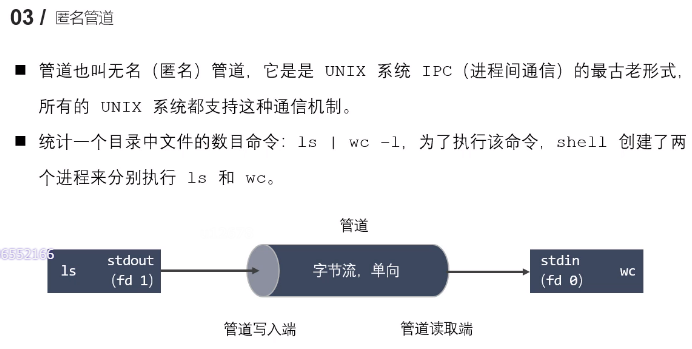 03 / 匿名管道
■ 管道也叫无名（匿名）管道，它是是 UNIX 系统 IPC（进程间通信）的最古老形式，
所有的 UNIX 系统都支持这种通信机制。
■ 统计一个目录中文件的数目命令：ls | wc –l，为了执行该命令，shell 创建了两
个进程来分别执行 ls 和 wc。
管道
ls
stdout
(fd 1)
字节流，单向
stdin
(fd 0)
wc
管道写入端
管道读取端